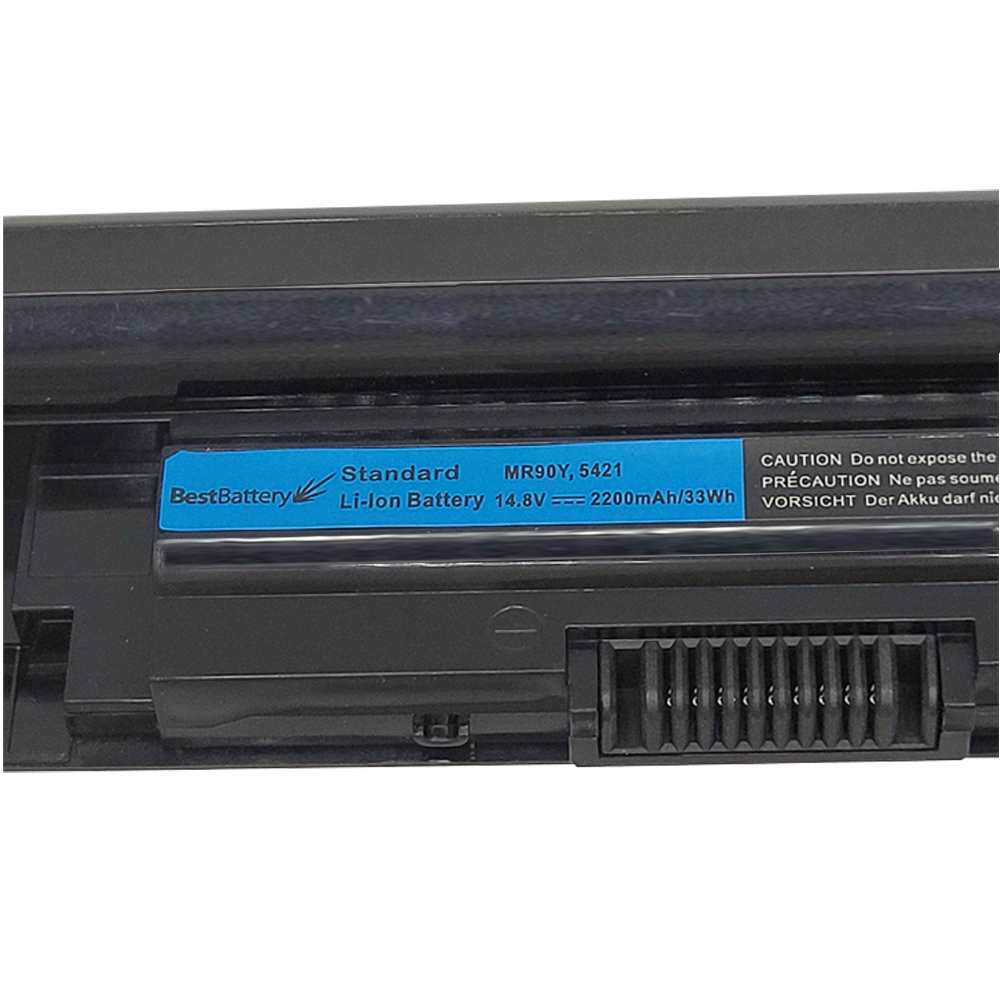 BestBattery
Standard MR90Y, 5421
Li-Ion Battery 14.8V 2200mAh/33Wh
CAUTION Do not expose the
PRÉCAUTION Ne pas soume
VORSICHT Der Akku darf nie